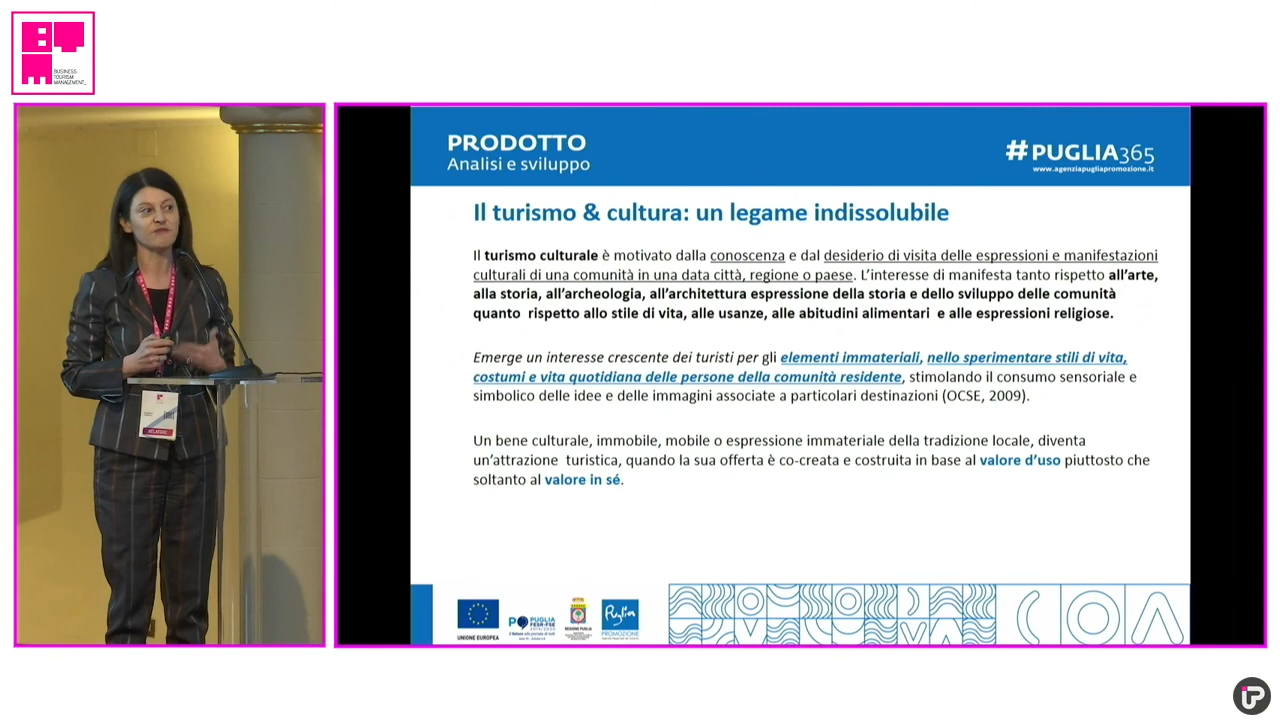 BUSINESS
TOURISM
MANAGEMENT_
PRODOTTO
Analisi e sviluppo
#PUGLIA365
www.agenziapugliapromozione.it
Il turismo & cultura: un legame indissolubile
Il turismo culturale è motivato dalla conoscenza e dal desiderio di visita delle espressioni e manifestazioni
culturali di una comunità in una data città, regione o paese. L'interesse di manifesta tanto rispetto all'arte,
alla storia, all'archeologia, all'architettura espressione della storia e dello sviluppo delle comunità
quanto rispetto allo stile di vita, alle usanze, alle abitudini alimentari e alle espressioni religiose.
Emerge un interesse crescente dei turisti per gli elementi immateriali, nello sperimentare stili di vita,
costumi e vita quotidiana delle persone della comunità residente, stimolando il consumo sensoriale e
simbolico delle idee e delle immagini associate a particolari destinazioni (OCSE, 2009).
Un bene culturale, immobile, mobile o espressione immateriale della tradizione locale, diventa
un'attrazione turistica, quando la sua offerta è co-creata e costruita in base al valore d'uso piuttosto che
soltanto al valore in sé.
UNIONE EUROPEA
PUGLIA
FESR-FSE
REGIONE PUGLIA
Puglia
PROMOZIONE
RELATORE